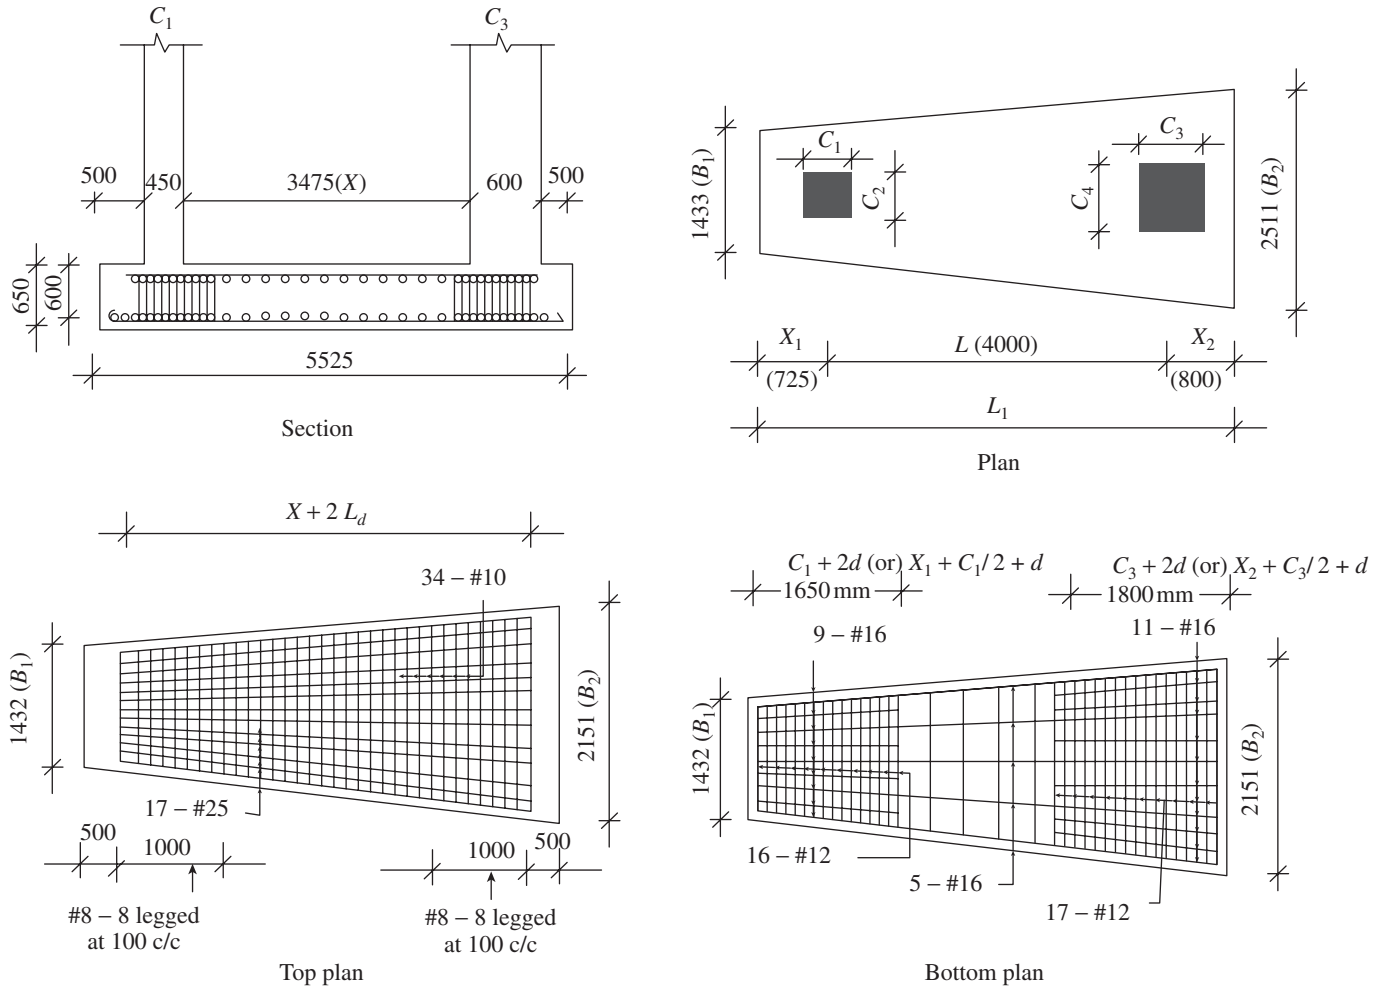 C1
C3
500
450
3475(X)
600
500
650
600
5525
Section
C1
C2
C3
C4
1433 (B1)
2511 (B2)
X1
L (4000)
X2
(725)
(800)
L1
Plan
X + 2 Ld
34 – #10
1432 (B1)
2151 (B2)
17 – #25
500
1000
1000
500
#8 – 8 legged
at 100 c/c
#8 – 8 legged
at 100 c/c
Top plan
C1 + 2d (or) X1 + C1/ 2 + d
1650 mm
C3 + 2d (or) X2 + C3/ 2 + d
1800 mm
9 – #16
11 – #16
1432 (B1)
2151 (B2)
16 – #12
5 – #16
17 – #12
Bottom plan